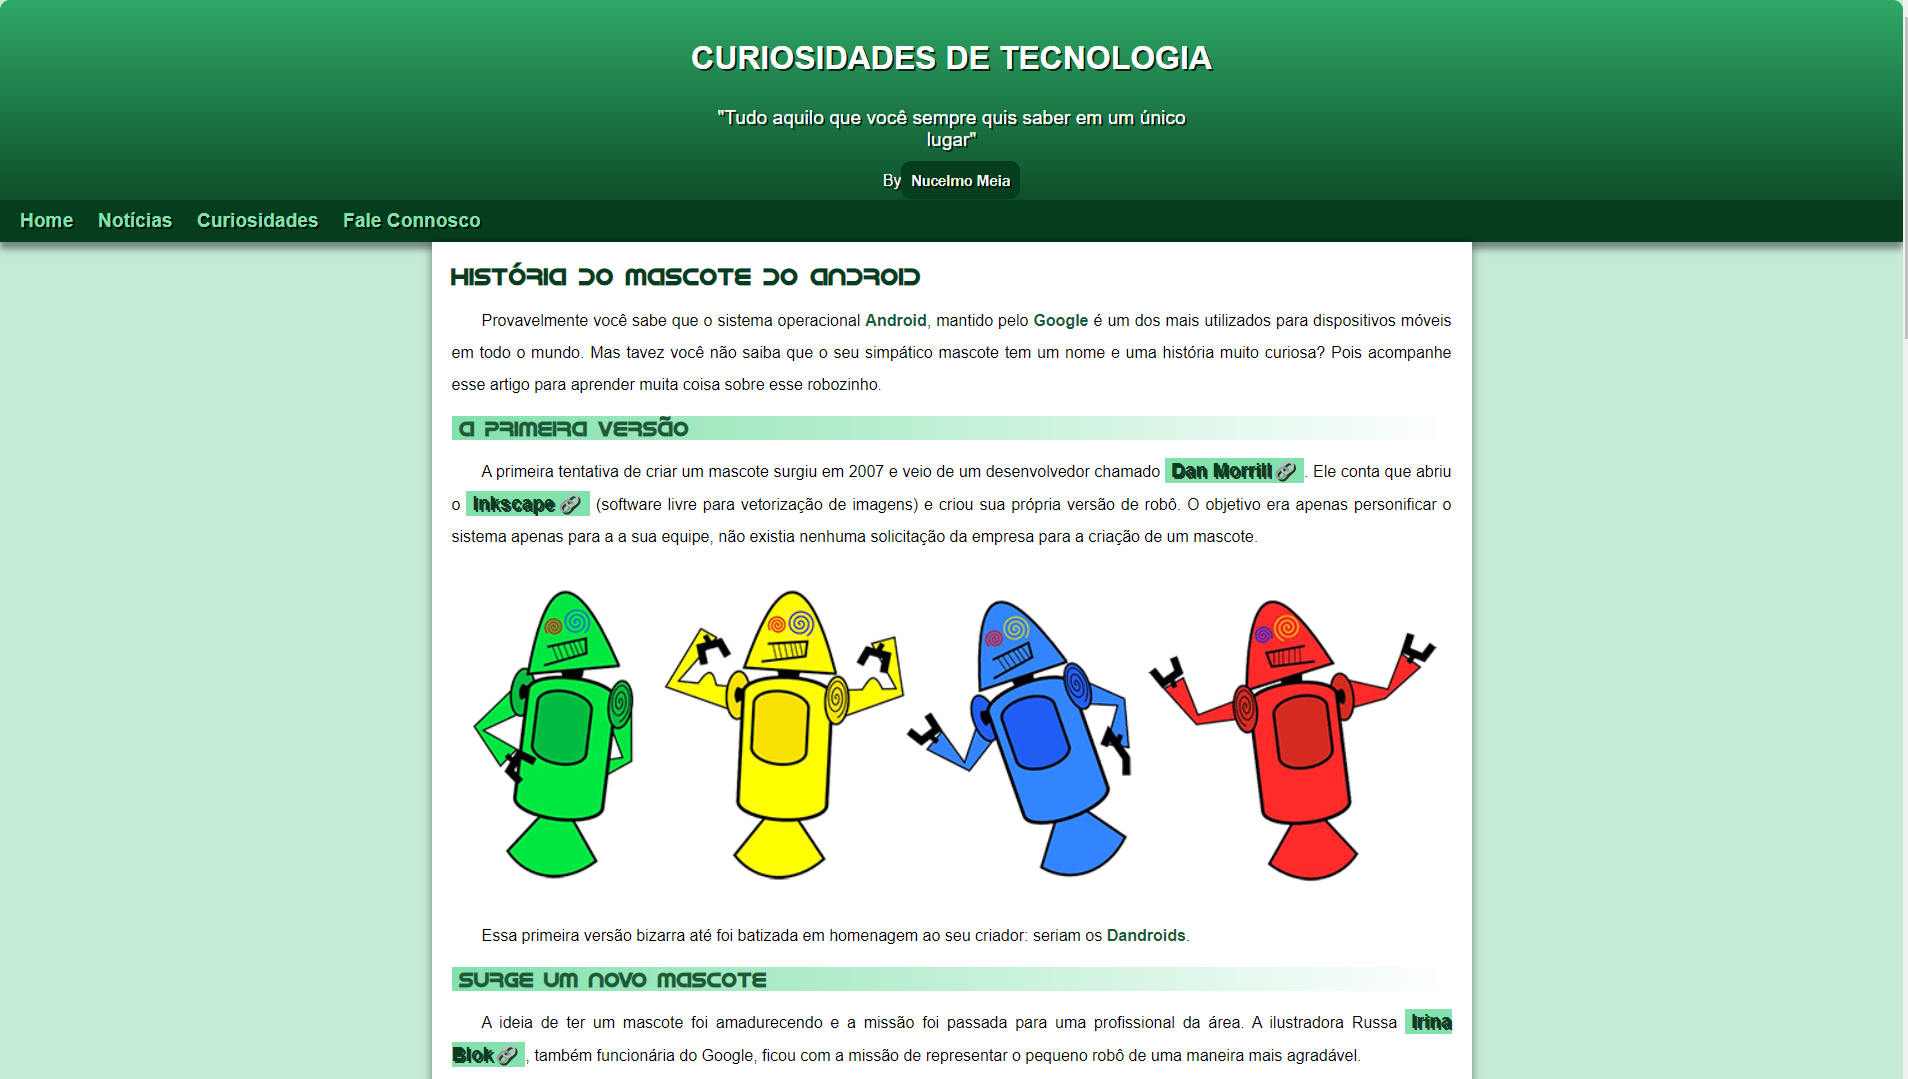 CURIOSIDADES DE TECNOLOGIA
"Tudo aquilo que você sempre quis saber em um único
lugar"
By Nucelmo Meia
Home Notícias Curiosidades Fale Connosco
HISTÓRIA DO MASCOTE DO ANDROID
Provavelmente você sabe que o sistema operacional Android, mantido pelo Google é um dos mais utilizados para dispositivos móveis
em todo o mundo. Mas tavez você não saiba que o seu simpático mascote tem um nome e uma história muito curiosa? Pois acompanhe
esse artigo para aprender muita coisa sobre esse robozinho.
A PRIMEIRA VERSÃO
A primeira tentativa de criar um mascote surgiu em 2007 e veio de um desenvolvedor chamado Dan Morrill. Ele conta que abriu
o Inkscape (software livre para vetorização de imagens) e criou sua própria versão de robô. O objetivo era apenas personificar o
sistema apenas para a a sua equipe, não existia nenhuma solicitação da empresa para a criação de um mascote.
Essa primeira versão bizarra até foi batizada em homenagem ao seu criador: seriam os Dandroids.
SURGE UM NOVO MASCOTE
A ideia de ter um mascote foi amadurecendo e a missão foi passada para uma profissional da área. A ilustradora Russa Irina
Blok, também funcionária do Google, ficou com a missão de representar o pequeno robô de uma maneira mais agradável.